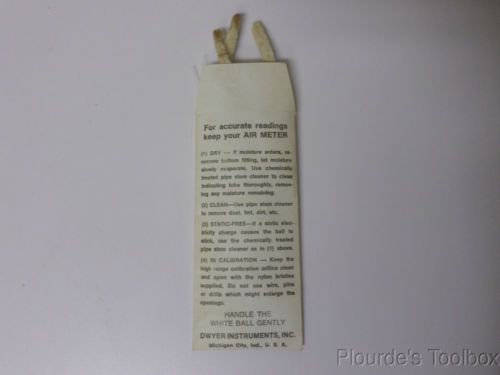 For accurate readings
keep your AIR METER
(1) DRY — If moisture enters, re-
move bottom fitting, let moisture
slowly evaporate. Use chemically
treated pipe stem cleaner to clean
indicating tube thoroughly, remov-
ing any moisture remaining.
(2) CLEAN—Use pipe stem cleaner
to remove dust, lint, dirt, etc.
(3) STATIC-FREE—If a static elec-
tricity charge causes the ball to
stick, use the chemically treated
pipe stem cleaner as in (1) above.
(4) IN CALIBRATION — Keep the
high range calibration orifice clean
and open with the nylon bristles
supplied. Do not use wire, pins
or drills which might enlarge the
openings.
HANDLE THE
WHITE BALL GENTLY
DWYER INSTRUMENTS, INC.
Michigan City, Ind., U. S. A.
Plourde's Toolbox